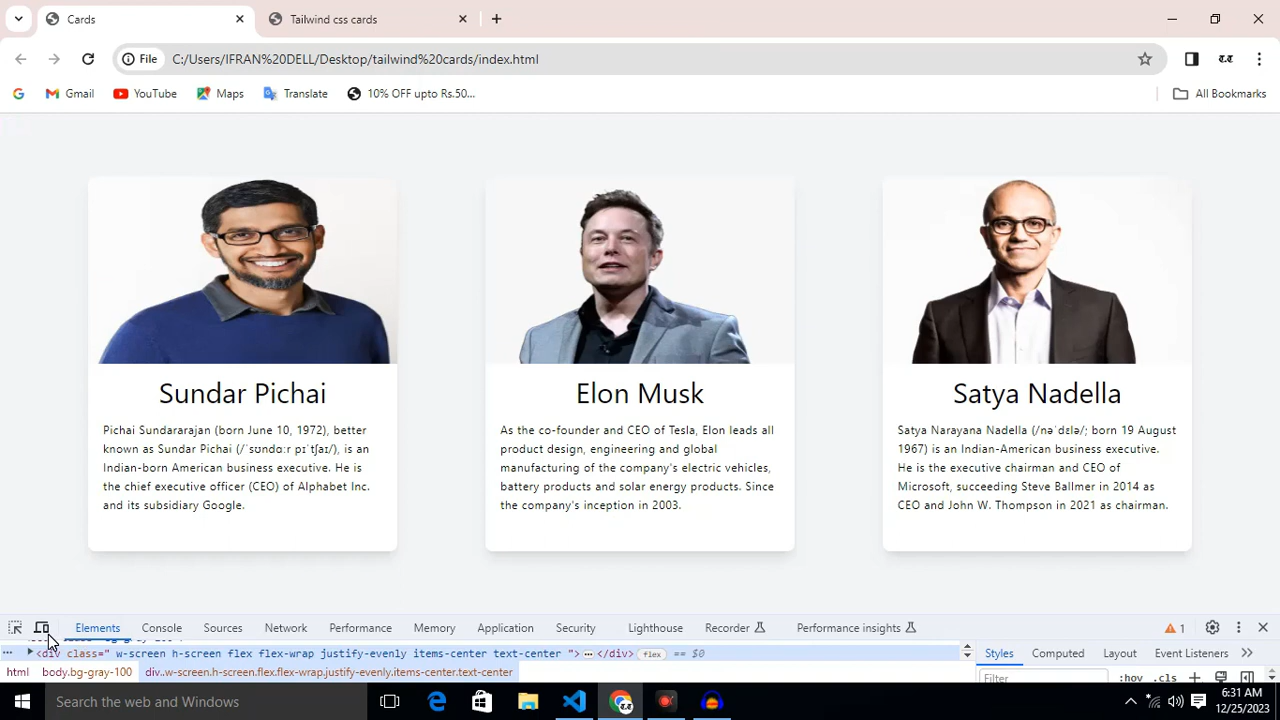 Cards
Tailwind css cards
File
C:/Users/IFRAN%20DELL/Desktop/tailwind%20cards/index.html
Gmail
YouTube
Maps
Translate
10% OFF upto Rs.50...
All Bookmarks
Sundar Pichai
Pichai Sundararajan (born June 10, 1972), better
known as Sundar Pichai (/ˈsʊndɑːr pɪˈtʃaɪ/), is an
Indian-born American business executive. He is
the chief executive officer (CEO) of Alphabet Inc.
and its subsidiary Google.
Elon Musk
As the co-founder and CEO of Tesla, Elon leads all
product design, engineering and global
manufacturing of the company's electric vehicles,
battery products and solar energy products. Since
the company's inception in 2003.
Satya Nadella
Satya Narayana Nadella (/nəˈdɛlə/; born 19 August
1967) is an Indian-American business executive.
He is the executive chairman and CEO of
Microsoft, succeeding Steve Ballmer in 2014 as
CEO and John W. Thompson in 2021 as chairman.
Elements Console Sources Network Performance Memory Application Security Lighthouse Recorder Performance insights 1
<div class=" w-screen h-screen flex flex-wrap justify-evenly items-center text-center "> ... </div> flex == $0
Styles Computed Layout Event Listeners
html body.bg-gray-100 div..w-screen.h-screen.flex.flex-wrap.justify-evenly.items-center.text-center
Filter :hov .cls
Search the web and Windows
6:31 AM
12/25/2023